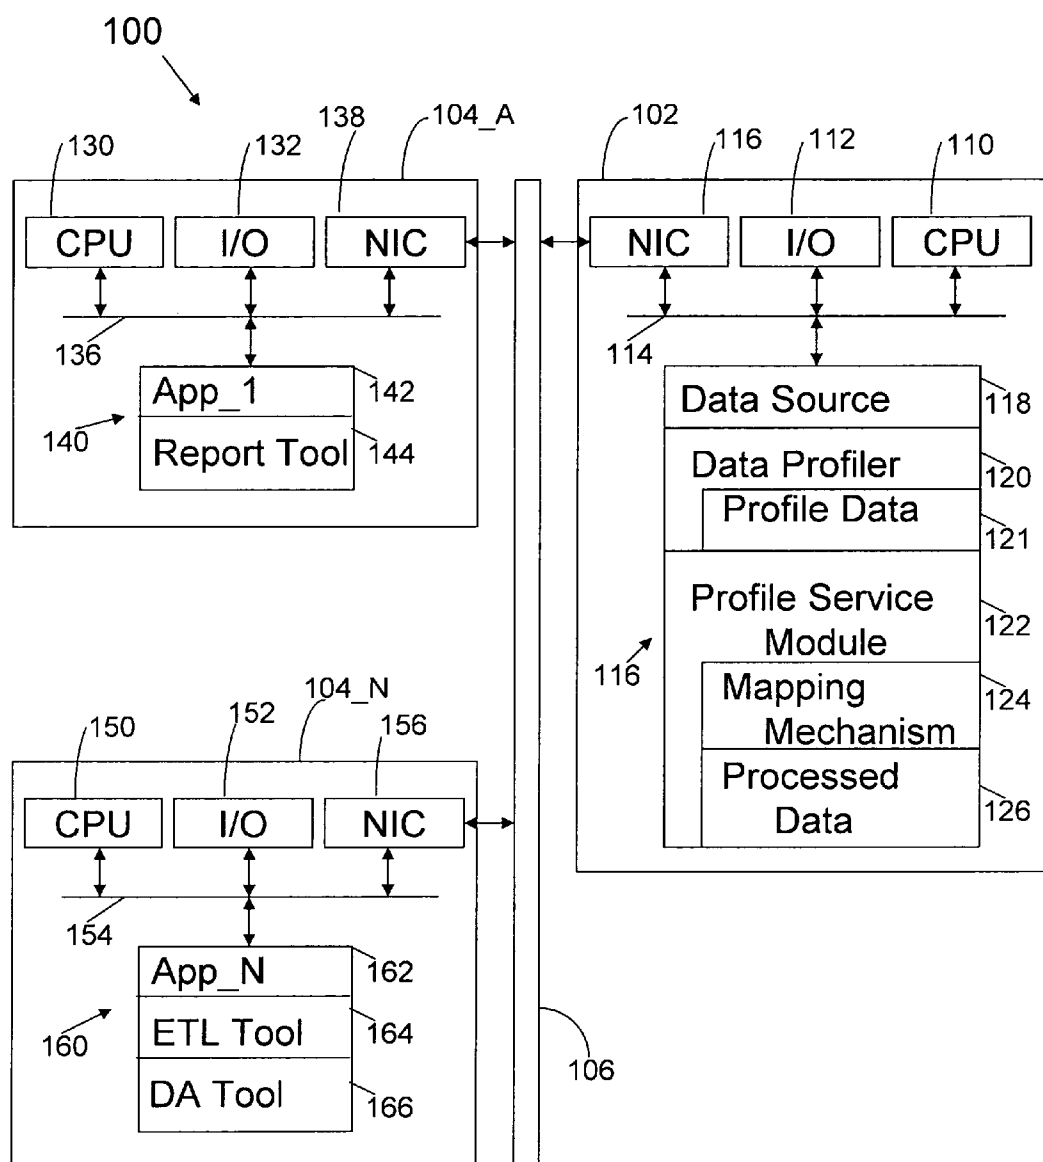 100
104_A
102
130
132
138
116
112
110
CPU
I/O
NIC
NIC
I/O
CPU
136
114
App_1
142
140
Report Tool
144
Data Source
118
Data Profiler
120
Profile Data
121
Profile Service
Module
122
116
Mapping
Mechanism
124
Processed
Data
126
104_N
150
152
156
CPU
I/O
NIC
154
App_N
162
160
ETL Tool
164
DA Tool
166
106